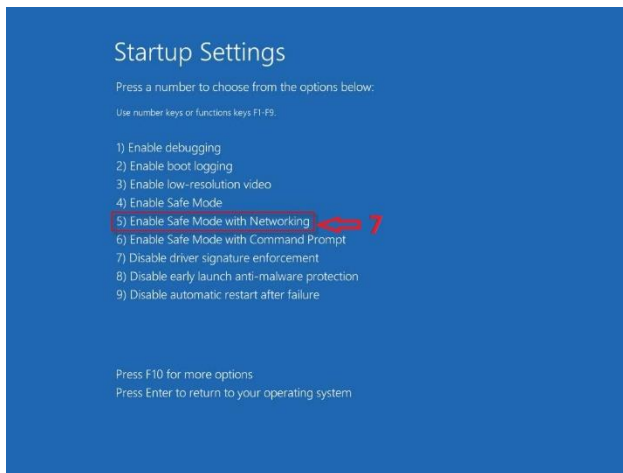 Startup Settings
Press a number to choose from the options below:
Use number keys or functions keys F1-F9.
1) Enable debugging
2) Enable boot logging
3) Enable low-resolution video
4) Enable Safe Mode
5) Enable Safe Mode with Networking 7
6) Enable Safe Mode with Command Prompt
7) Disable driver signature enforcement
8) Disable early launch anti-malware protection
9) Disable automatic restart after failure
Press F10 for more options
Press Enter to return to your operating system